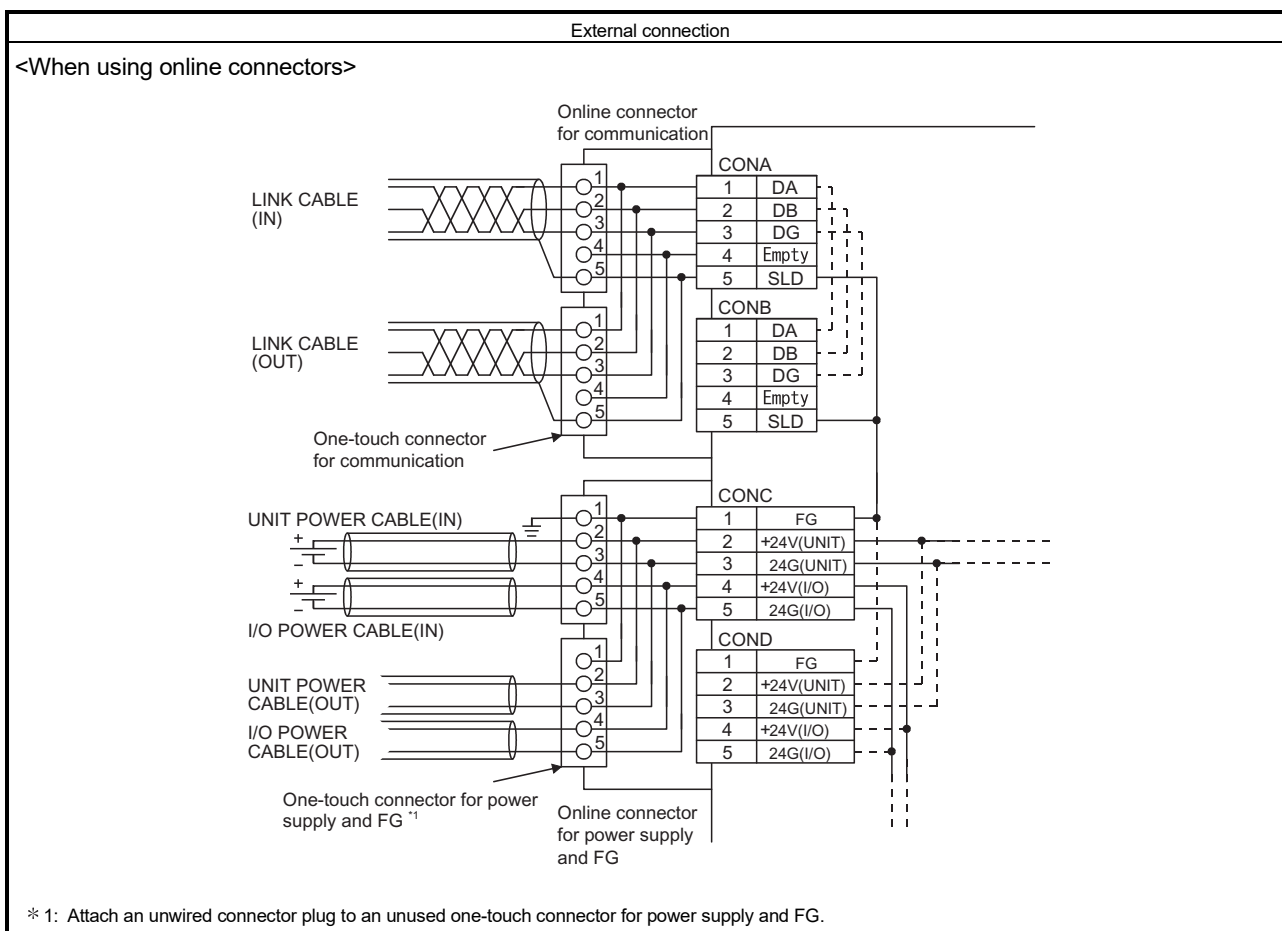 External connection
<When using online connectors>
Online connector
for communication
LINK CABLE
(IN)
1
2
3
4
5
CONA
1 DA
2 DB
3 DG
4 Empty
5 SLD
LINK CABLE
(OUT)
1
2
3
4
5
CONB
1 DA
2 DB
3 DG
4 Empty
5 SLD
One-touch connector
for communication
UNIT POWER CABLE(IN)
+
−
+
−
I/O POWER CABLE(IN)
1
2
3
4
5
CONC
1 FG
2 +24V(UNIT)
3 24G(UNIT)
4 +24V(I/O)
5 24G(I/O)
UNIT POWER
CABLE(OUT)
I/O POWER
CABLE(OUT)
1
2
3
4
5
COND
1 FG
2 +24V(UNIT)
3 24G(UNIT)
4 +24V(I/O)
5 24G(I/O)
One-touch connector for power
supply and FG *1
Online connector
for power supply
and FG
＊1: Attach an unwired connector plug to an unused one-touch connector for power supply and FG.